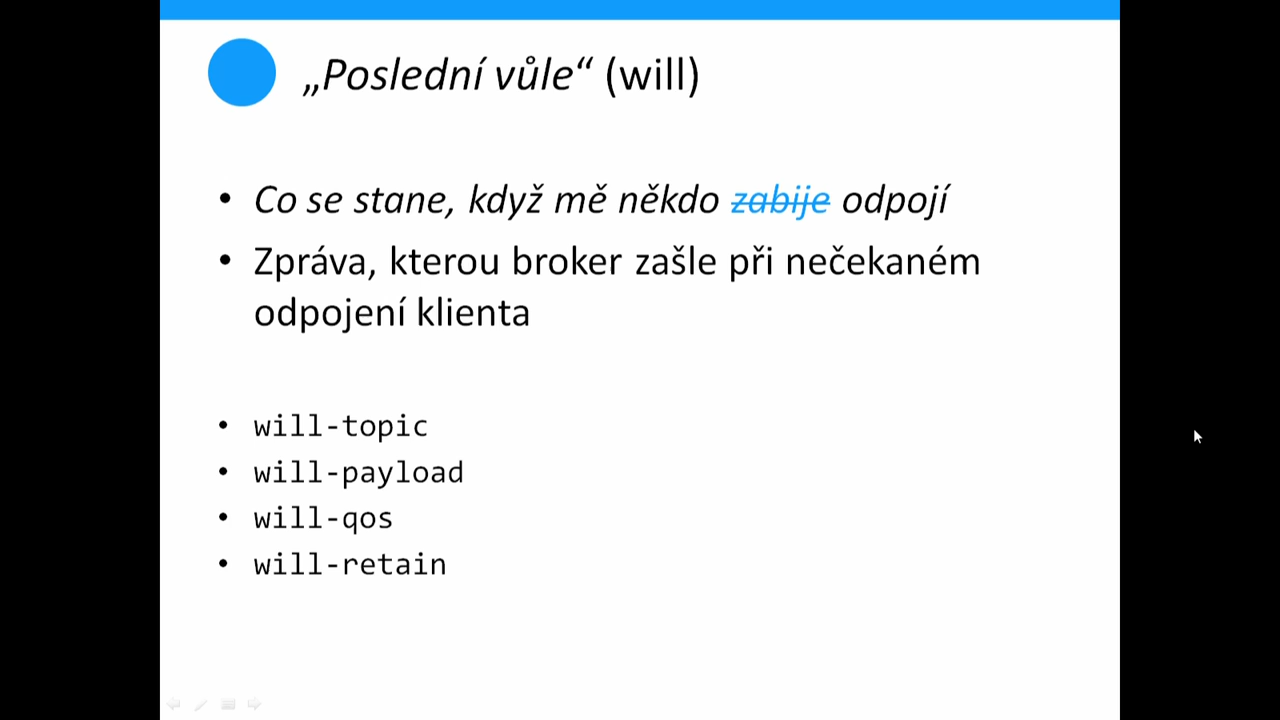 „Poslední vůle“ (will)
• Co se stane, když mě někdo zabije odpojí
• Zpráva, kterou broker zašle při nečekaném
odpojení klienta
• will-topic
• will-payload
• will-qos
• will-retain